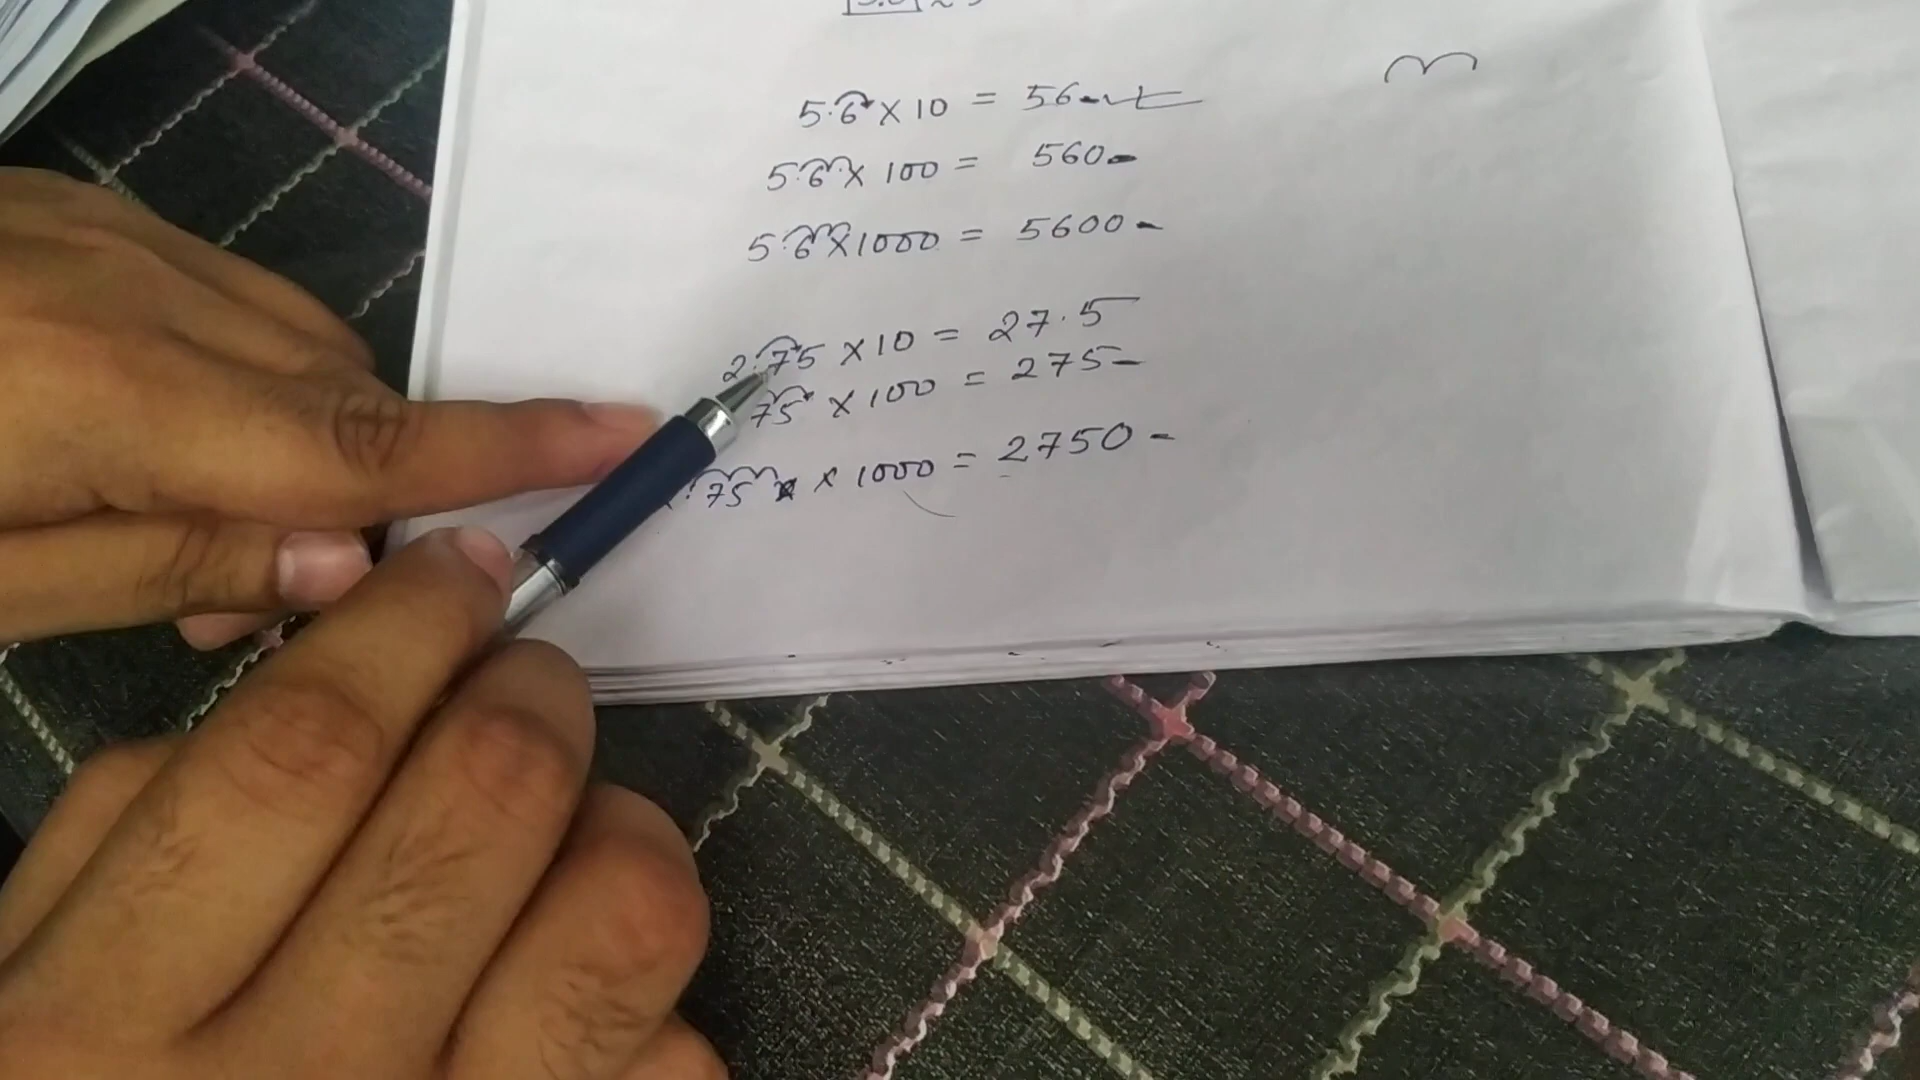 5.6 × 10 = 56
5.6 × 100 = 560
5.6 × 1000 = 5600
2.75 × 10 = 27.5
75 × 100 = 275
.75 × 1000 = 2750